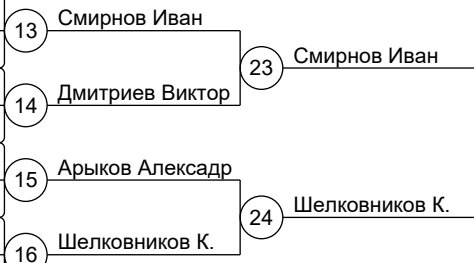 13 Смирнов Иван
23 Смирнов Иван
14 Дмитриев Виктор
15 Арыков Алексадр
24 Шелковников К.
16 Шелковников К.